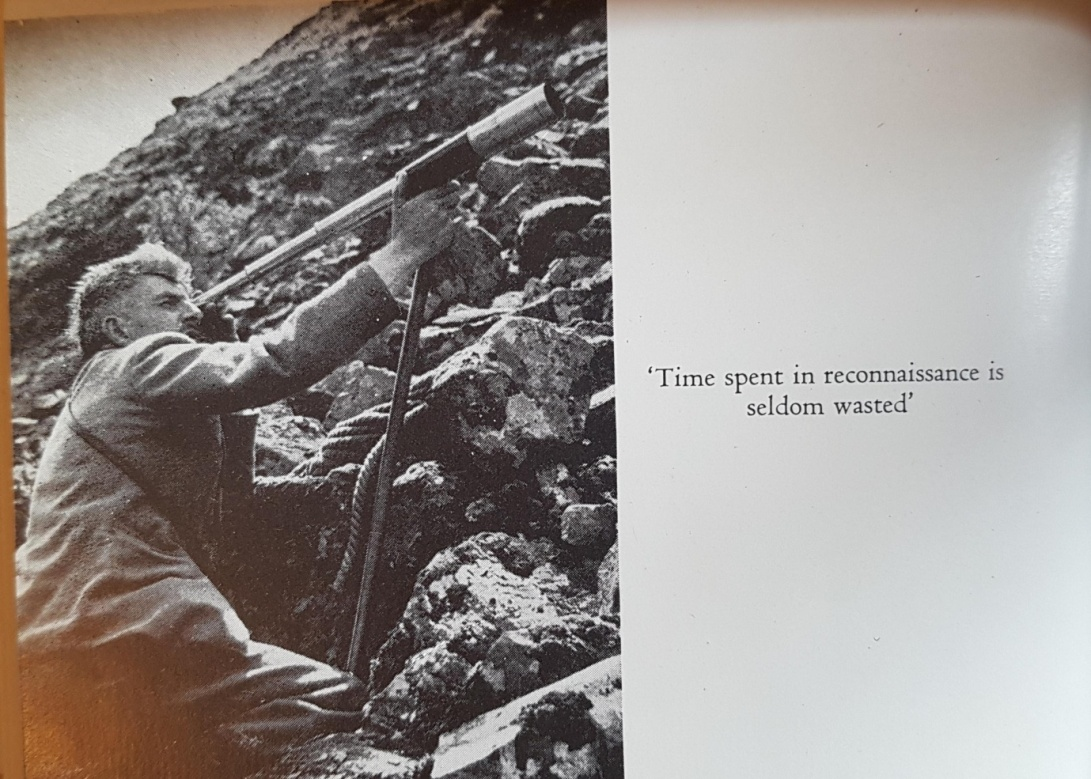 ‘Time spent in reconnaissance is
seldom wasted’